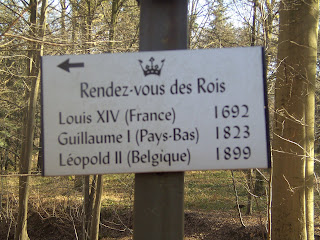 Rendez-vous des Rois
Louis XIV (France) 1692
Guillaume I (Pays-Bas) 1823
Léopold II (Belgique) 1899